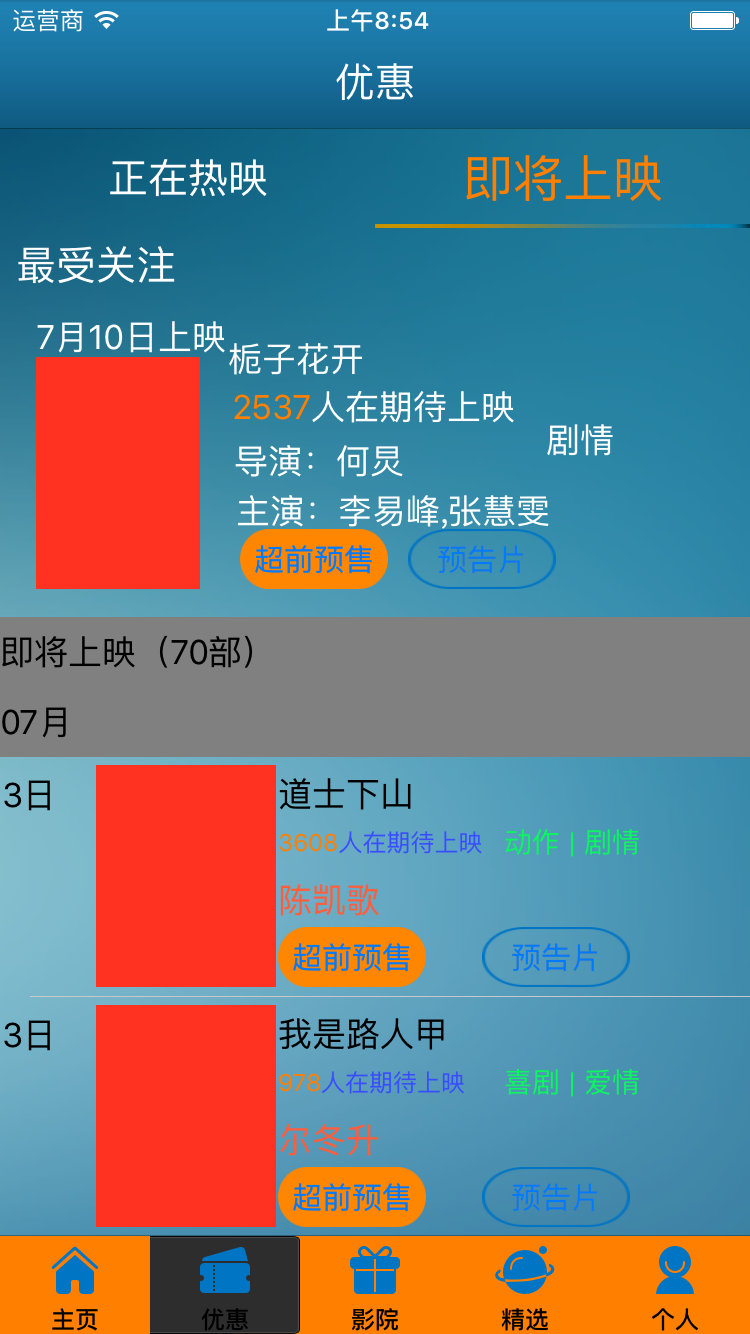 运营商 上午8:54
优惠
正在热映 即将上映
最受关注
7月10日上映
栀子花开
2537人在期待上映
剧情
导演：何炅
主演：李易峰,张慧雯
超前预售 预告片
即将上映（70部）
07月
3日 道士下山
3608人在期待上映 动作 | 剧情
陈凯歌
超前预售 预告片
3日 我是路人甲
978人在期待上映 喜剧 | 爱情
尔冬升
超前预售 预告片
主页 优惠 影院 精选 个人